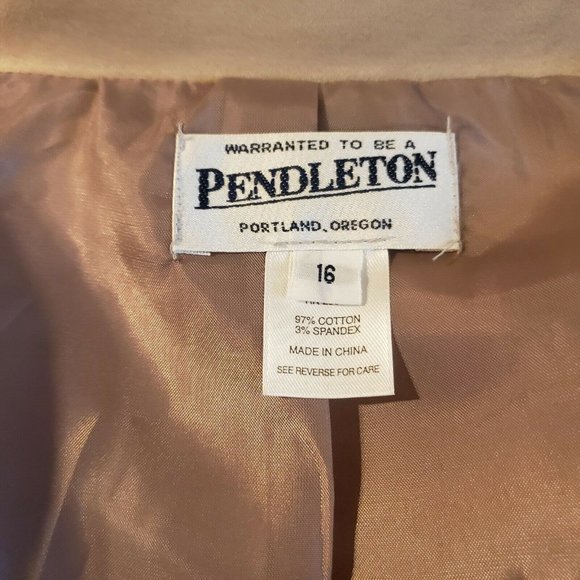 WARRANTED TO BE A
PENDLETON
PORTLAND, OREGON
16
97% COTTON
3% SPANDEX
MADE IN CHINA
SEE REVERSE FOR CARE